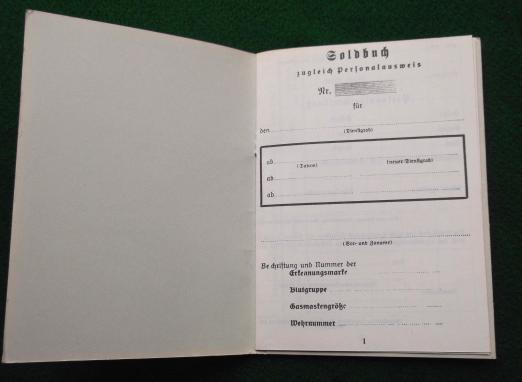 Soldbuch
zugleich Personalausweis
Nr.
für
den
(Dienstgrad)
ab
(Datum) (neuer Dienstgrad)
ab
ab
(Vor- und Zuname)
Beschriftung und Nummer der
Erkennungsmarke
Blutgruppe
Gasmaskengröße
Wehrnummer
1